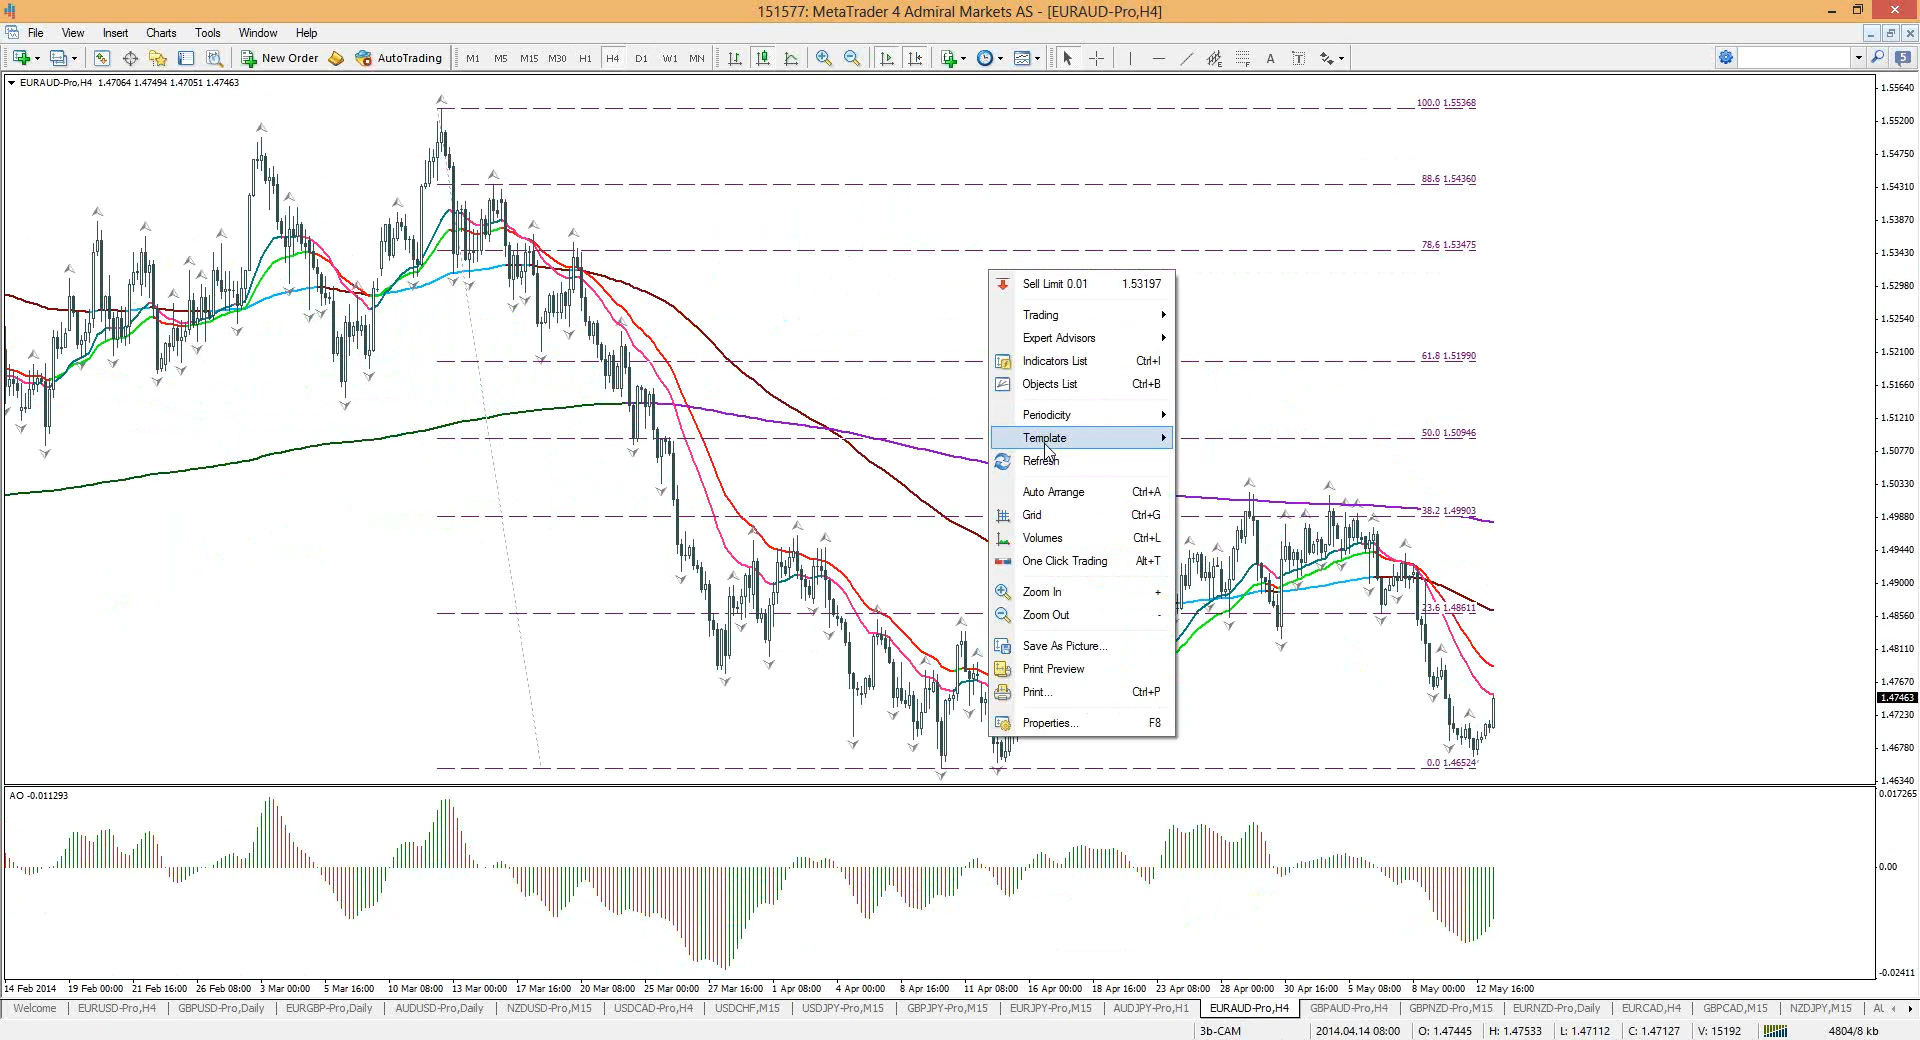 151577: MetaTrader 4 Admiral Markets AS - [EURAUD-Pro,H4]
File View Insert Charts Tools Window Help
New Order AutoTrading M1 M5 M15 M30 H1 H4 D1 W1 MN A T 5
EURAUD-Pro,H4 1.47064 1.47494 1.47051 1.47463
100.0 1.55368
88.6 1.54360
78.6 1.53475
61.8 1.51990
50.0 1.50946
38.2 1.49903
23.6 1.48611
0.0 1.46524
1.55640
1.55200
1.54750
1.54310
1.53870
1.53430
1.52980
1.52540
1.52100
1.51660
1.51210
1.50770
1.50330
1.49880
1.49440
1.49000
1.48560
1.48110
1.47670
1.47463
1.47230
1.46780
1.46340
Sell Limit 0.01 1.53197
Trading
Expert Advisors
Indicators List Ctrl+I
Objects List Ctrl+B
Periodicity
Template
Refresh
Auto Arrange Ctrl+A
Grid Ctrl+G
Volumes Ctrl+L
One Click Trading Alt+T
Zoom In +
Zoom Out -
Save As Picture...
Print Preview
Print... Ctrl+P
Properties... F8
AO -0.011293
0.017265
0.00
-0.02411
14 Feb 2014 19 Feb 00:00 21 Feb 16:00 26 Feb 08:00 3 Mar 00:00 5 Mar 16:00 10 Mar 08:00 13 Mar 00:00 17 Mar 16:00 20 Mar 08:00 25 Mar 00:00 27 Mar 16:00 1 Apr 08:00 4 Apr 00:00 8 Apr 16:00 11 Apr 08:00 16 Apr 00:00 18 Apr 16:00 23 Apr 08:00 28 Apr 00:00 30 Apr 16:00 5 May 08:00 8 May 00:00 12 May 16:00
Welcome EURUSD-Pro,H4 GBPUSD-Pro,Daily EURGBP-Pro,Daily AUDUSD-Pro,Daily NZDUSD-Pro,M15 USDCAD-Pro,H4 USDCHF,M15 USDJPY-Pro,M15 GBPJPY-Pro,M15 EURJPY-Pro,M15 AUDJPY-Pro,H1 EURAUD-Pro,H4 GBPAUD-Pro,H4 GBPNZD-Pro,M15 EURNZD-Pro,Daily EURCAD,H4 GBPCAD,M15 NZDJPY,M15 AU
3b-CAM 2014.04.14 08:00 O: 1.47445 H: 1.47533 L: 1.47112 C: 1.47127 V: 15192 4804/8 kb